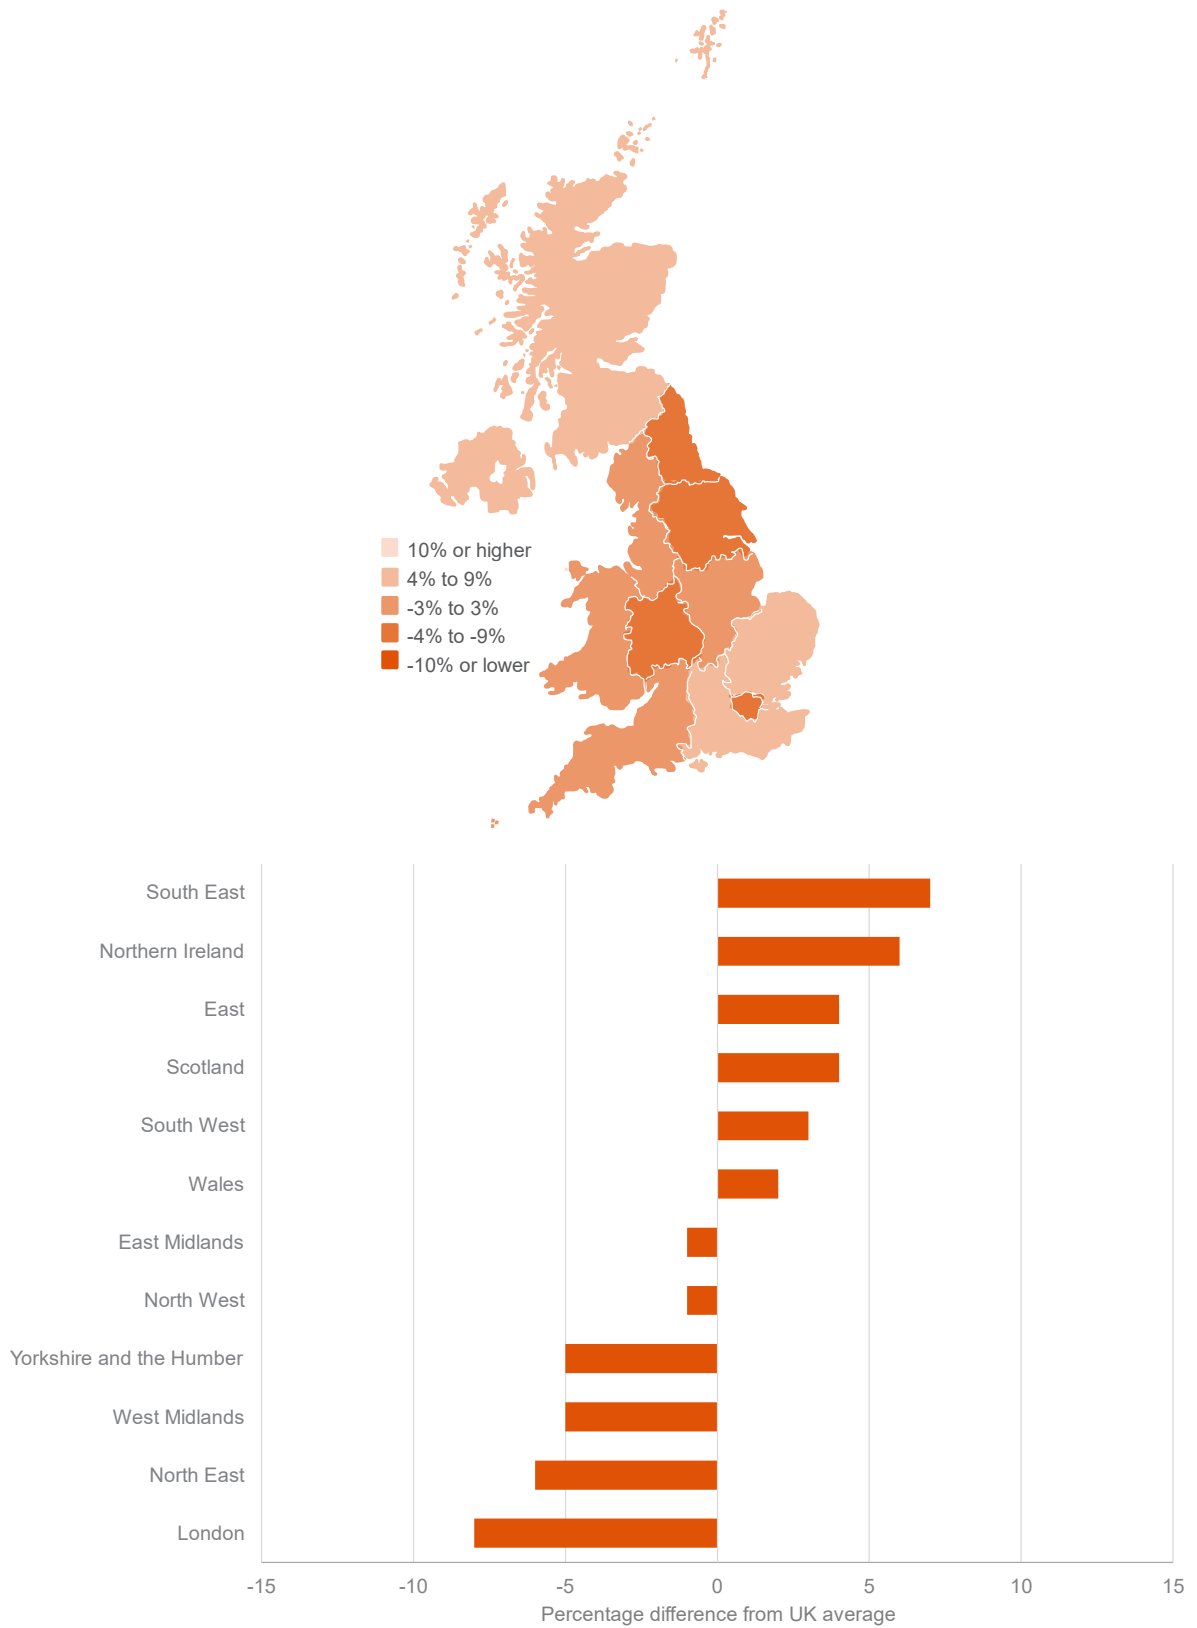 10% or higher
4% to 9%
-3% to 3%
-4% to -9%
-10% or lower
South East
Northern Ireland
East
Scotland
South West
Wales
East Midlands
North West
Yorkshire and the Humber
West Midlands
North East
London
-15 -10 -5 0 5 10 15
Percentage difference from UK average